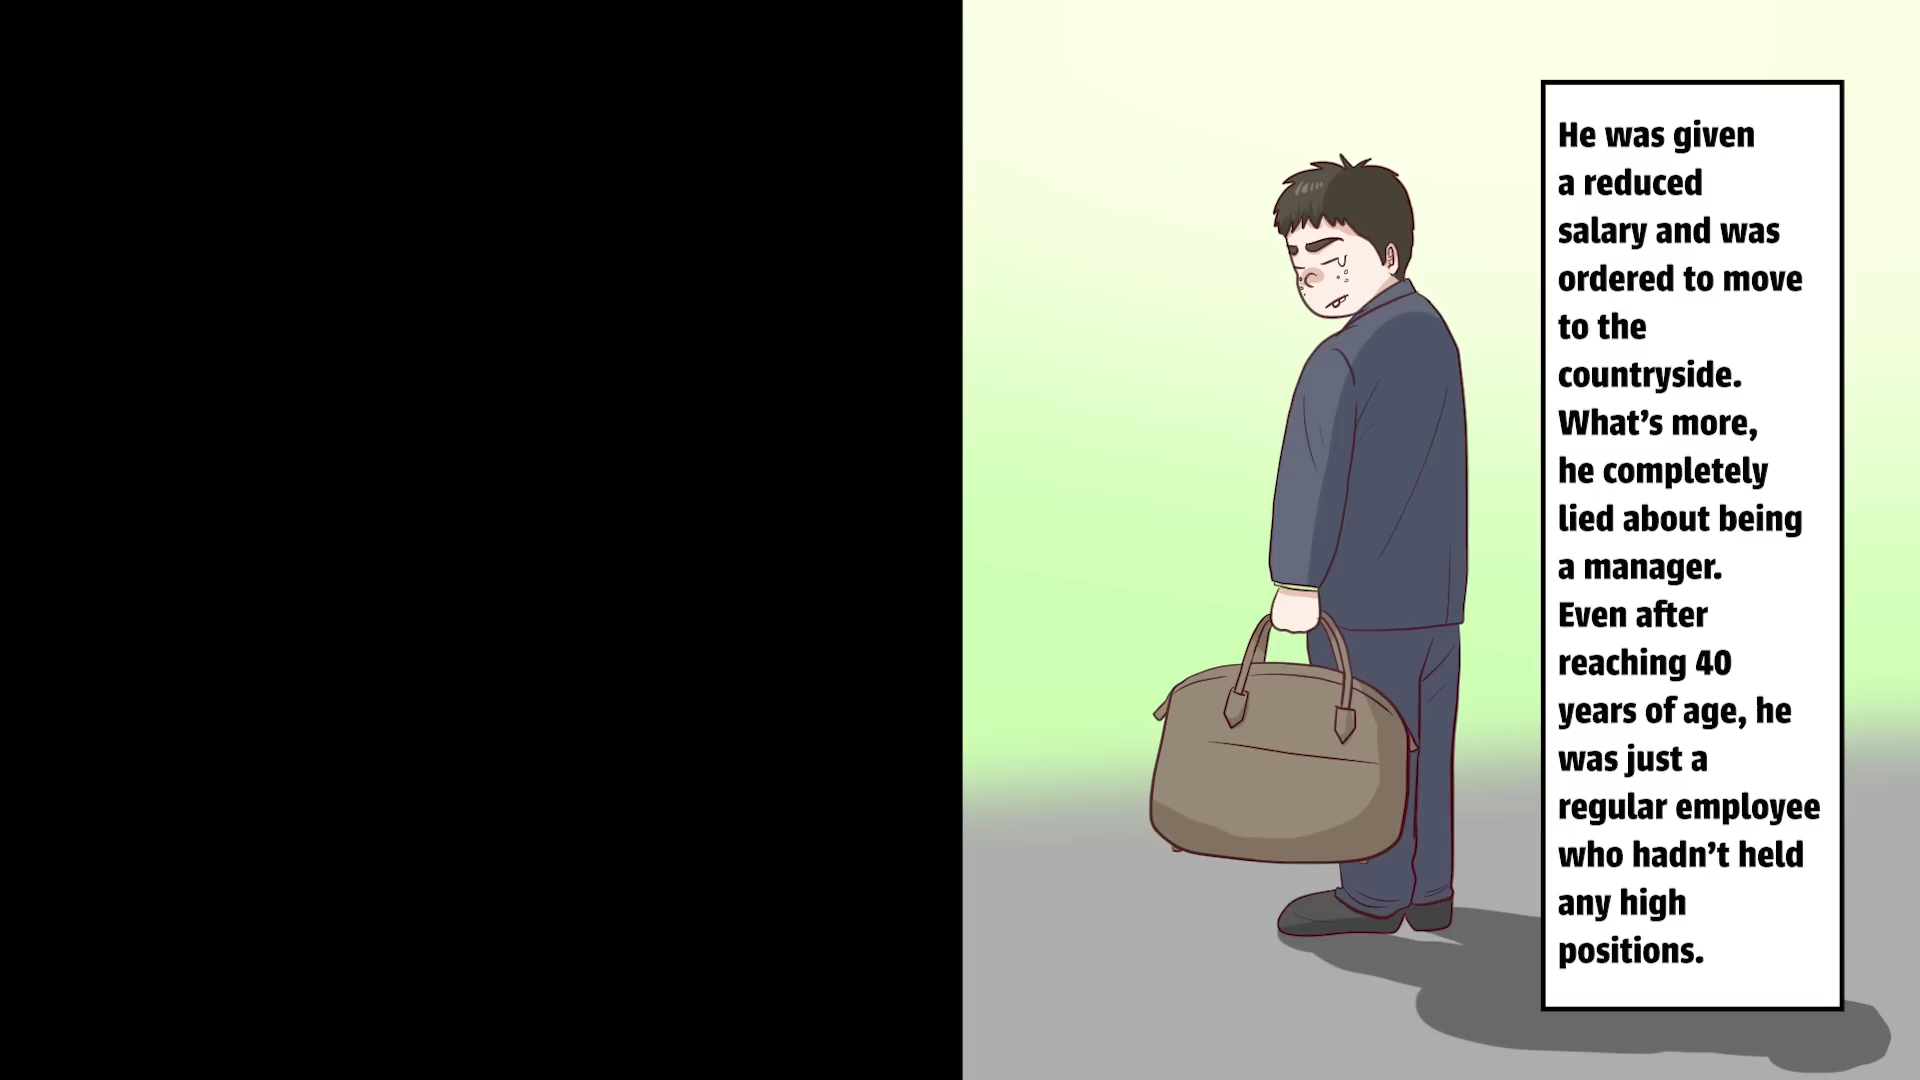 He was given
a reduced
salary and was
ordered to move
to the
countryside.
What’s more,
he completely
lied about being
a manager.
Even after
reaching 40
years of age, he
was just a
regular employee
who hadn’t held
any high
positions.